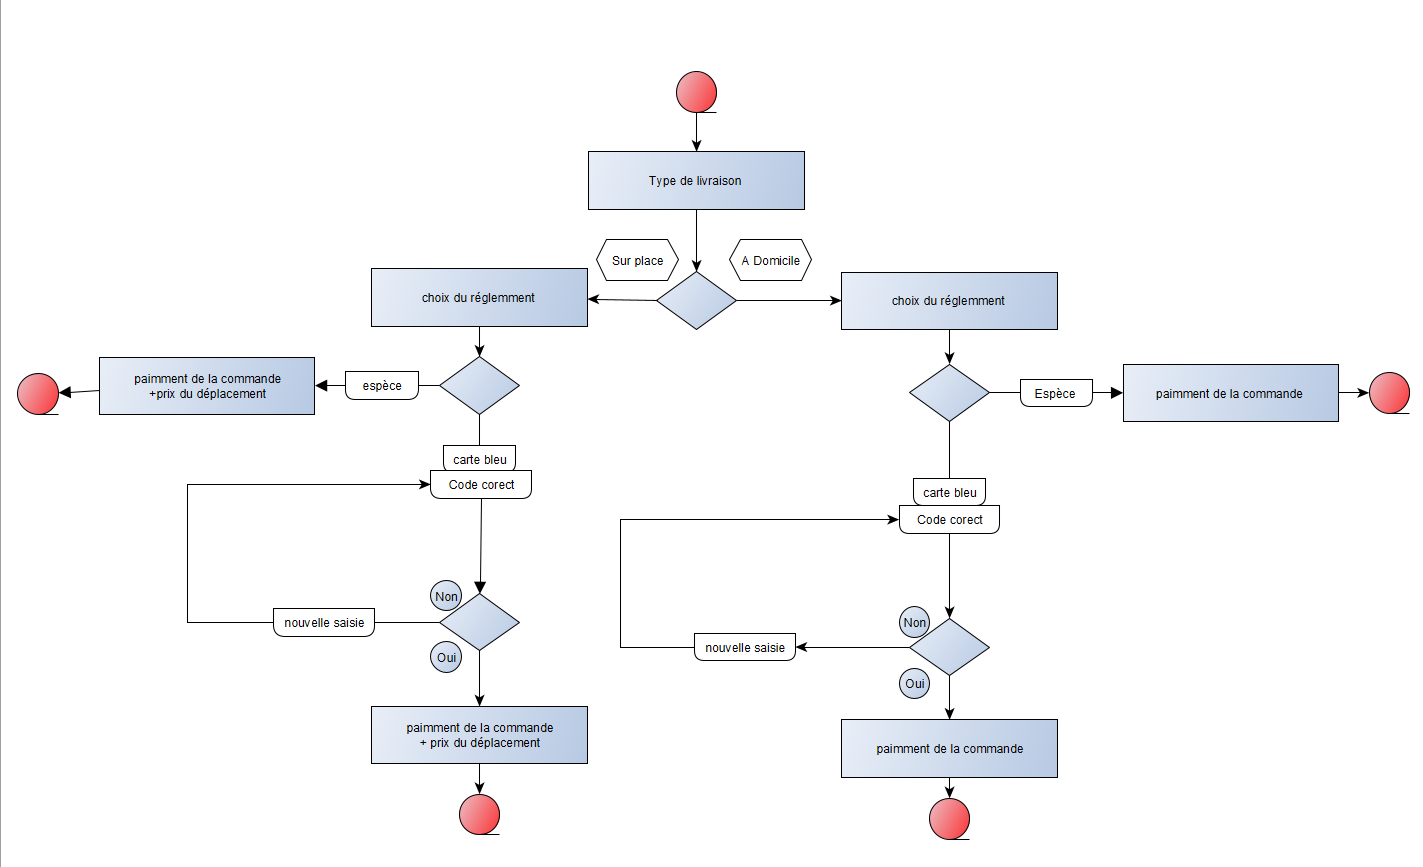 Type de livraison
Sur place
A Domicile
choix du réglemment
choix du réglemment
paimment de la commande
+prix du déplacement
espèce
Espèce
paimment de la commande
carte bleu
Code corect
carte bleu
Code corect
Non
nouvelle saisie
Oui
Non
nouvelle saisie
Oui
paimment de la commande
+ prix du déplacement
paimment de la commande